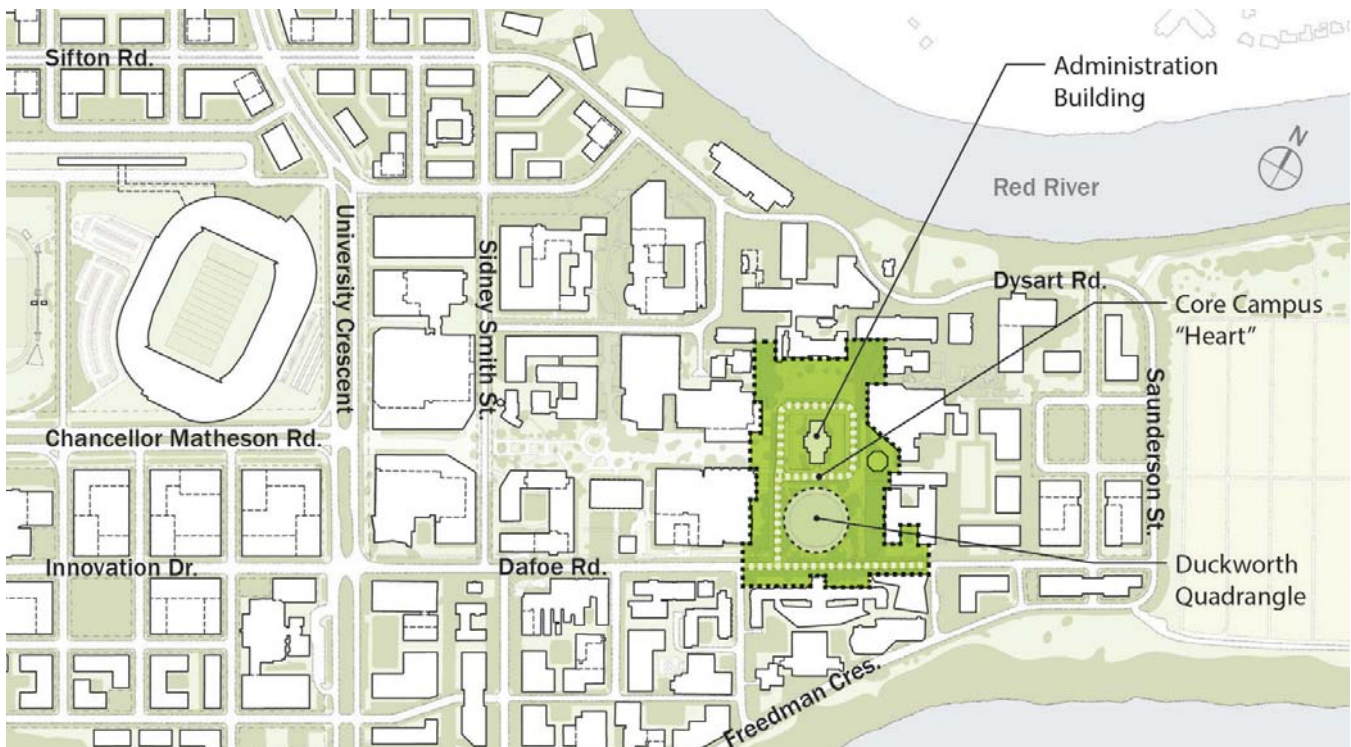 Sifton Rd.
Administration
Building
N
Red River
University Crescent
Sidney Smith St.
Dysart Rd.
Core Campus
“Heart”
Saunderson St.
Chancellor Matheson Rd.
Innovation Dr.
Dafoe Rd.
Duckworth
Quadrangle
Freedman Cres.